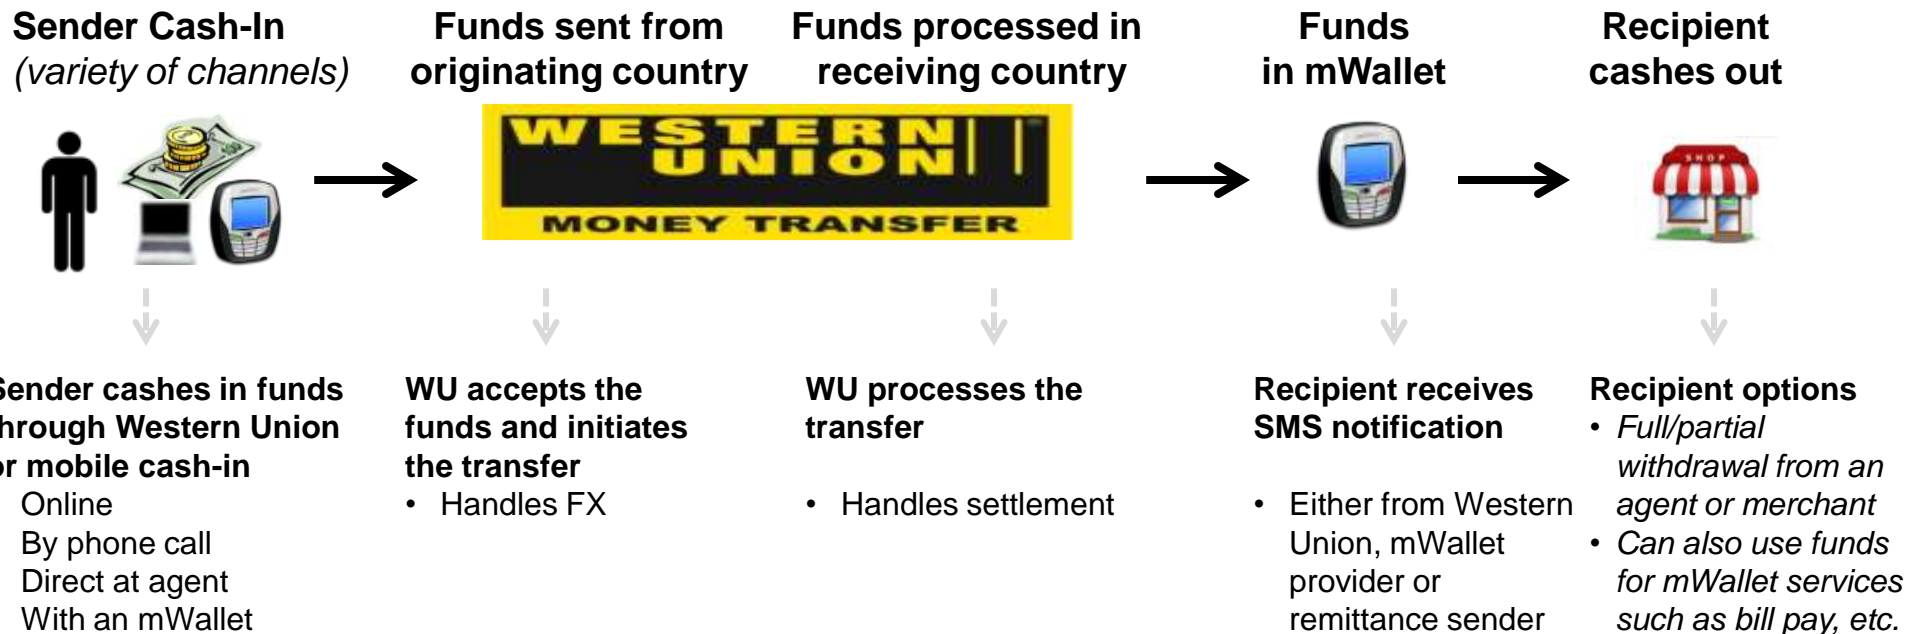 Sender Cash-In
(variety of channels)
Funds sent from
originating country
Funds processed in
receiving country
Funds
in mWallet
Recipient
cashes out
WESTERN
UNION
MONEY TRANSFER
SHOP
Sender cashes in funds
through Western Union
or mobile cash-in
Online
By phone call
Direct at agent
With an mWallet
WU accepts the
funds and initiates
the transfer
• Handles FX
WU processes the
transfer
• Handles settlement
Recipient receives
SMS notification
• Either from Western
Union, mWallet
provider or
remittance sender
Recipient options
• Full/partial
withdrawal from an
agent or merchant
• Can also use funds
for mWallet services
such as bill pay, etc.